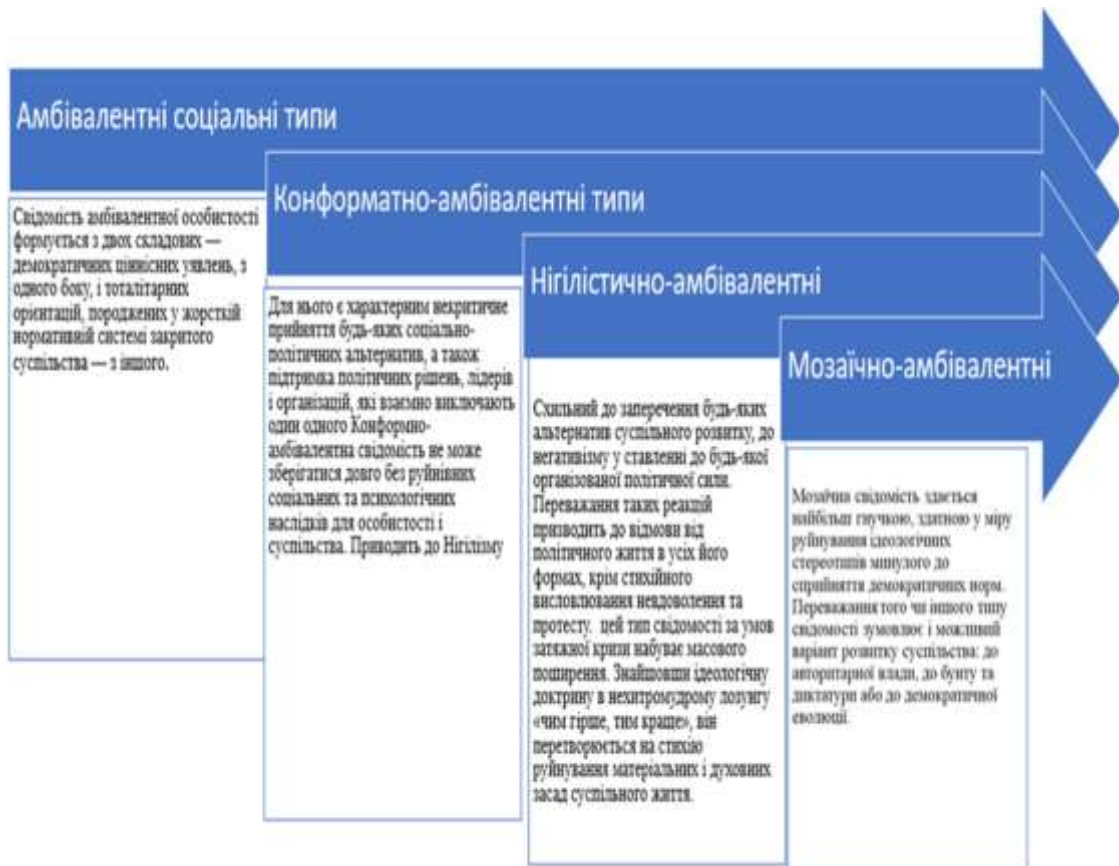 Амбівалентні соціальні типи
Свідомість амбівалентної особистості
формується з двох складових —
демократичних ціннісних уявлень, з
одного боку, і тоталітарних
орієнтацій, породжених у жорсткій
нормативній системі закритого
суспільства — з іншого.
Конформатно-амбівалентні типи
Для нього є характерним некритичне
прийняття будь-яких соціально-
політичних альтернатив, а також
підтримка політичних рішень, лідерів
і організацій, які взаємно виключають
один одного Конформно-
амбівалентна свідомість не може
зберігатися довго без руйнівних
соціальних та психологічних
наслідків для особистості і
суспільства. Приводить до Нігілізму
Нігілістично-амбівалентні
Схильний до заперечення будь-яких
альтернатив суспільного розвитку, до
негативізму у ставленні до будь-якої
організованої політичної сили.
Переважання таких реакцій
призводить до відмови від
політичного життя в усіх його
формах, крім стихійного
висловлювання невдоволення та
протесту. цей тип свідомості за умов
затяжної кризи набуває масового
поширення. Знайшовши ідеологічну
доктрину в нехитромудрому лозунгу
«чим гірше, тим краще», він
перетворюється на стихію
руйнування матеріальних і духовних
засад суспільного життя.
Мозаїчно-амбівалентні
Мозаїчна свідомість здається
найбільш гнучкою, здатною у міру
руйнування ідеологічних
стереотипів минулого до
сприйняття демократичних норм.
Переважання того чи іншого типу
свідомості зумовлює і можливий
варіант розвитку суспільства: до
авторитарної влади, до бунту та
диктатури або до демократичної
еволюції.